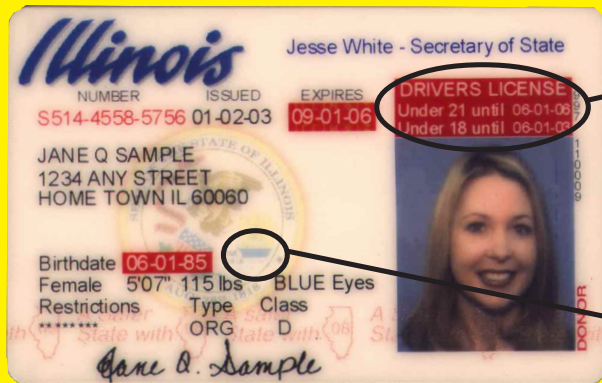 Illinois
Jesse White - Secretary of State
NUMBER ISSUED EXPIRES
S514-4558-5756 01-02-03 09-01-06
DRIVERS LICENSE
Under 21 until 06-01-06
Under 18 until 06-01-03
JANE Q SAMPLE
1234 ANY STREET
HOME TOWN IL 60060
Birthdate 06-01-85
Female 5'07" 115 lbs BLUE Eyes
Restrictions Type Class
********* ORG D
State with
Jane Q. Sample
DONOR